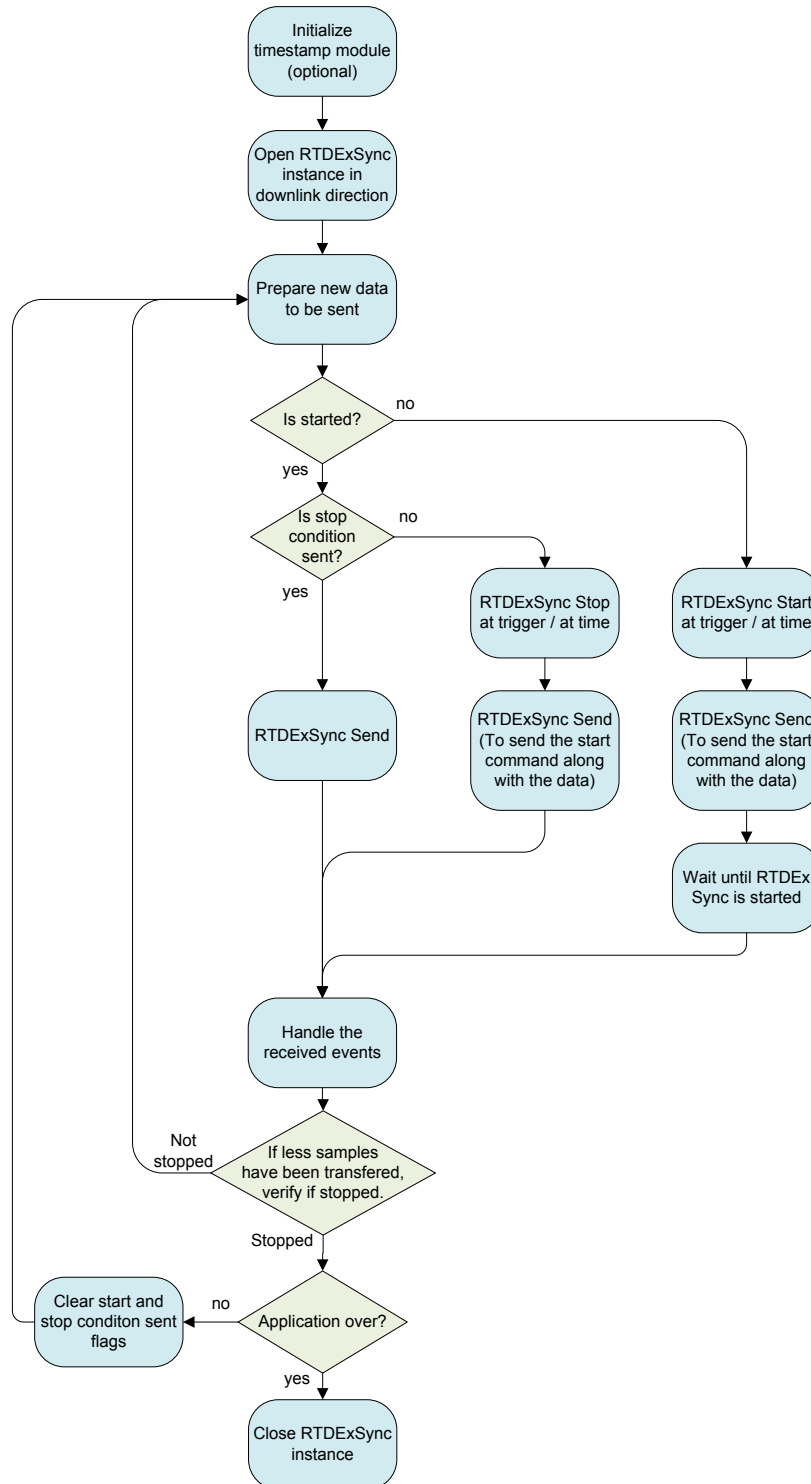 Initialize
timestamp module
(optional)
Open RTDExSync
instance in
downlink direction
Prepare new data
to be sent
Is started?
no
yes
Is stop
condition
sent?
no
yes
RTDExSync Stop
at trigger / at time
RTDExSync Start
at trigger / at time
RTDExSync Send
RTDExSync Send
(To send the start
command along
with the data)
RTDExSync Send
(To send the start
command along
with the data)
Wait until RTDEx
Sync is started
Handle the
received events
Not
stopped
If less samples
have been transfered,
verify if stopped.
Stopped
Clear start and
stop conditon sent
flags
no
Application over?
yes
Close RTDExSync
instance